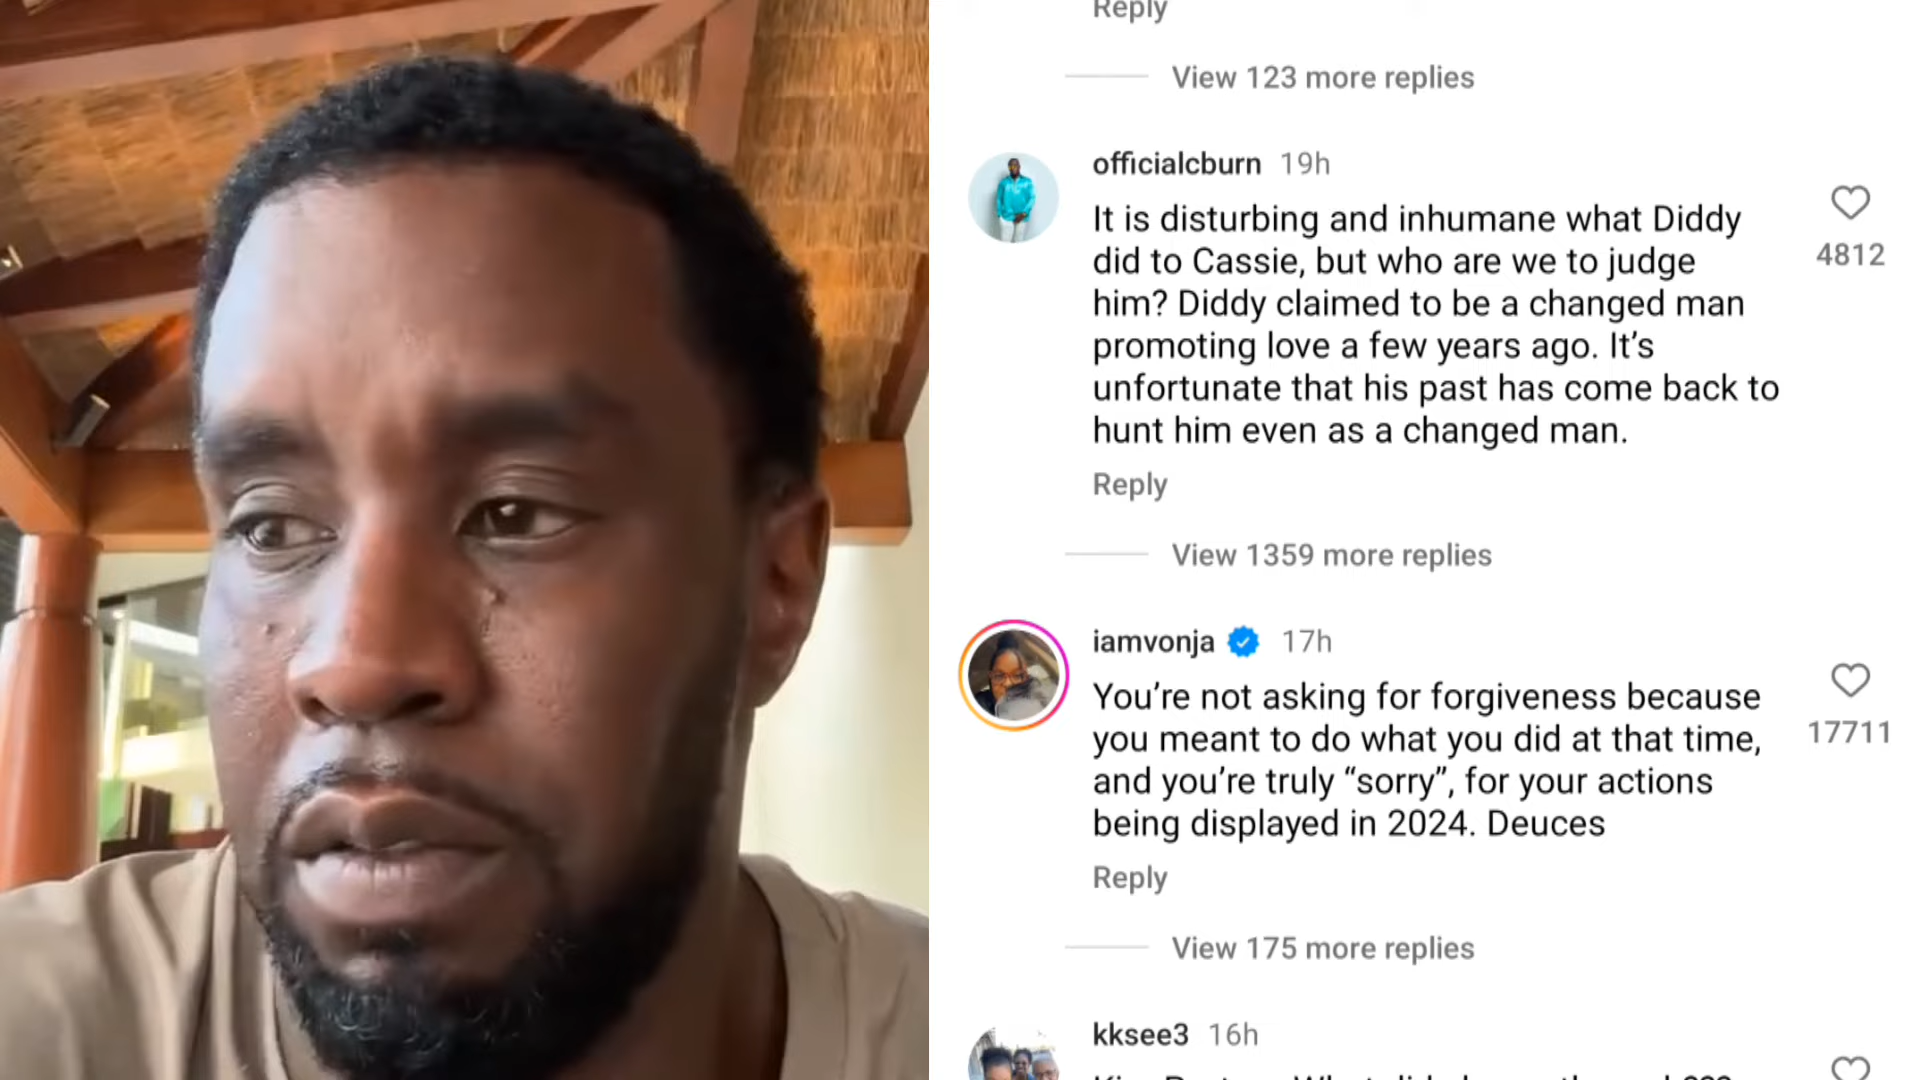 Reply
View 123 more replies
officialcburn 19h
It is disturbing and inhumane what Diddy
did to Cassie, but who are we to judge
him? Diddy claimed to be a changed man
promoting love a few years ago. It’s
unfortunate that his past has come back to
hunt him even as a changed man.
4812
Reply
View 1359 more replies
iamvonja 17h
You’re not asking for forgiveness because
you meant to do what you did at that time,
and you’re truly “sorry”, for your actions
being displayed in 2024. Deuces
17711
Reply
View 175 more replies
kksee3 16h